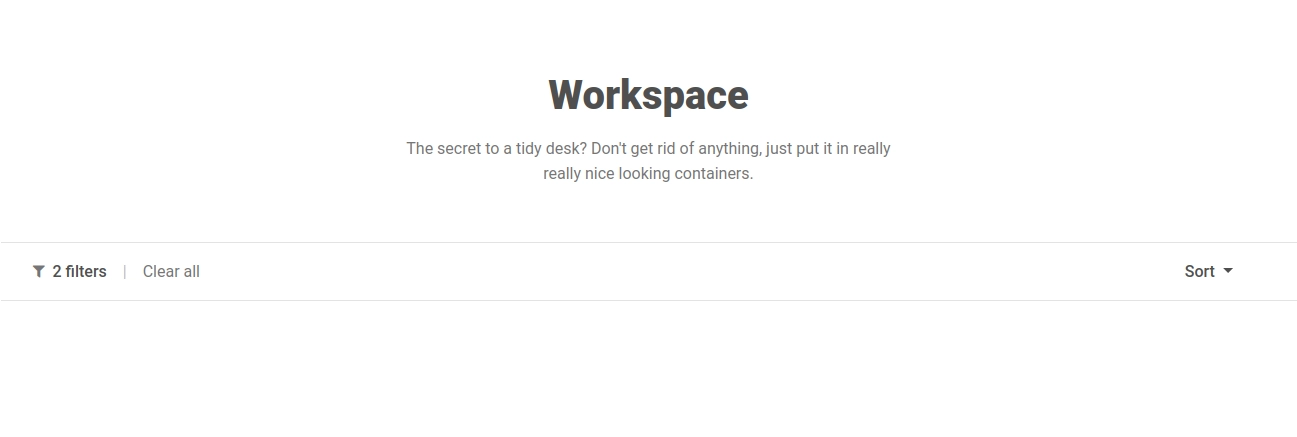 Workspace
The secret to a tidy desk? Don't get rid of anything, just put it in really
really nice looking containers.
2 filters | Clear all Sort